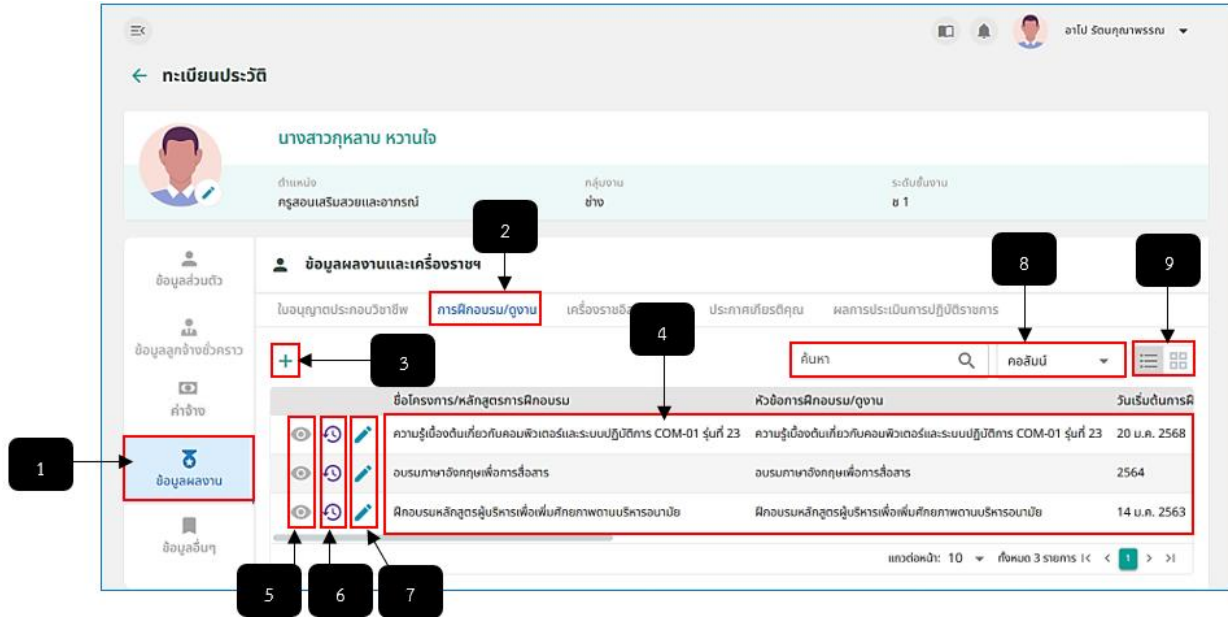 อาโป รัตนคุณาพรรณ
ทะเบียนประวัติ
นางสาวกุหลาบ หวานใจ
ตำแหน่ง กลุ่มงาน ระดับชั้นงาน
ครูสอนเสริมสวยและอาภรณ์ ช่าง ช 1
2
8
9
ข้อมูลส่วนตัว
ข้อมูลผลงานและเครื่องราชฯ
ใบอนุญาตประกอบวิชาชีพ การฝึกอบรม/ดูงาน ประกาศเกียรติคุณ ผลการประเมินการปฏิบัติราชการ
4
ข้อมูลลูกจ้างชั่วคราว
3
ค้นหา คอลัมน์
ค่าจ้าง
ชื่อโครงการ/หลักสูตรการฝึกอบรม หัวข้อการฝึกอบรม/ดูงาน วันเริ่มต้นการฝึ
ความรู้เบื้องต้นเกี่ยวกับคอมพิวเตอร์และระบบปฏิบัติการ COM-01 รุ่นที่ 23 ความรู้เบื้องต้นเกี่ยวกับคอมพิวเตอร์และระบบปฏิบัติการ COM-01 รุ่นที่ 23 20 ม.ค. 2568
1
ข้อมูลผลงาน
อบรมภาษาอังกฤษเพื่อการสื่อสาร อบรมภาษาอังกฤษเพื่อการสื่อสาร 2564
ฝึกอบรมหลักสูตรผู้บริหารเพื่อเพิ่มศักยภาพด้านบริหารอนามัย ฝึกอบรมหลักสูตรผู้บริหารเพื่อเพิ่มศักยภาพด้านบริหารอนามัย 14 ม.ค. 2563
ข้อมูลอื่นๆ
แถวต่อหน้า: 10 ทั้งหมด 3 รายการ 1
5
6
7